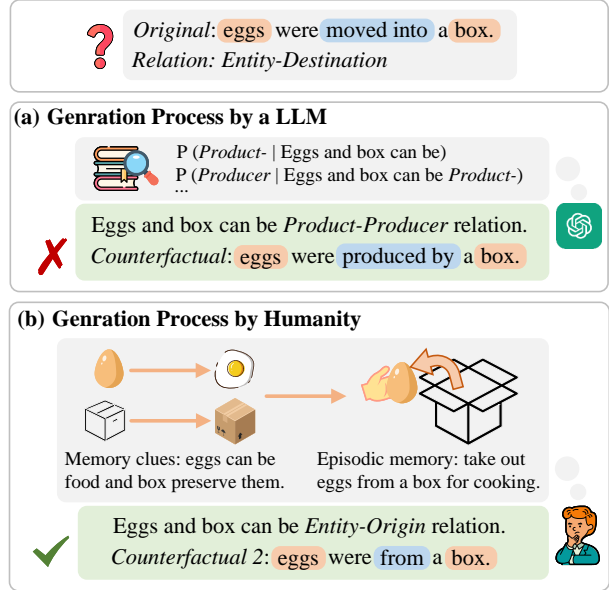 Original: eggs were moved into a box.
Relation: Entity-Destination
(a) Genration Process by a LLM
P (Product- | Eggs and box can be)
P (Producer | Eggs and box can be Product-)
...
Eggs and box can be Product-Producer relation.
Counterfactual: eggs were produced by a box.
(b) Genration Process by Humanity
Memory clues: eggs can be
food and box preserve them.
Episodic memory: take out
eggs from a box for cooking.
Eggs and box can be Entity-Origin relation.
Counterfactual 2: eggs were from a box.